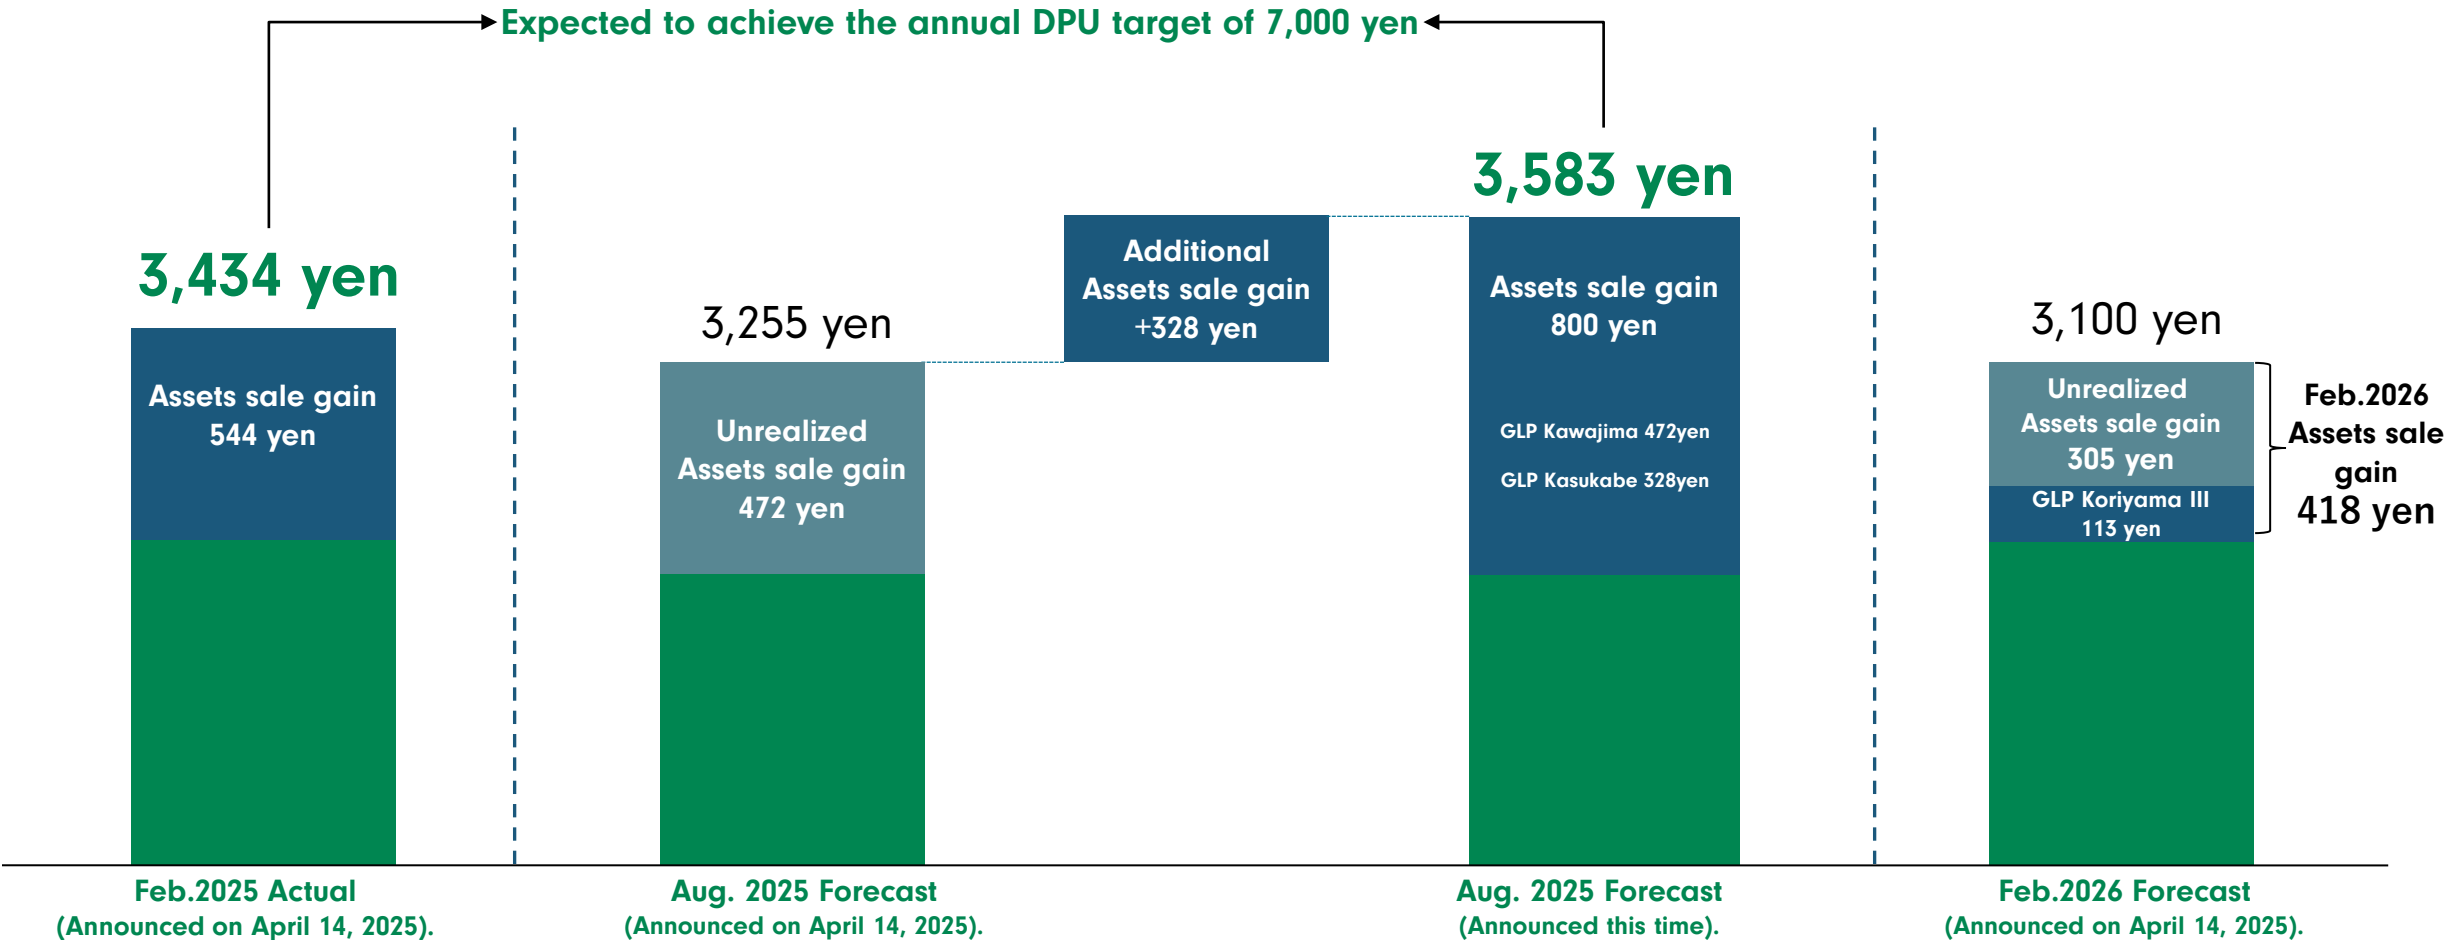 Expected to achieve the annual DPU target of 7,000 yen
3,434 yen
Assets sale gain
544 yen
3,255 yen
Unrealized
Assets sale gain
472 yen
Additional
Assets sale gain
+328 yen
3,583 yen
Assets sale gain
800 yen
GLP Kawajima 472yen
GLP Kasukabe 328yen
3,100 yen
Unrealized
Assets sale gain
305 yen
GLP Koriyama III
113 yen
Feb.2026
Assets sale
gain
418 yen
Feb.2025 Actual
(Announced on April 14, 2025).
Aug. 2025 Forecast
(Announced on April 14, 2025).
Aug. 2025 Forecast
(Announced this time).
Feb.2026 Forecast
(Announced on April 14, 2025).